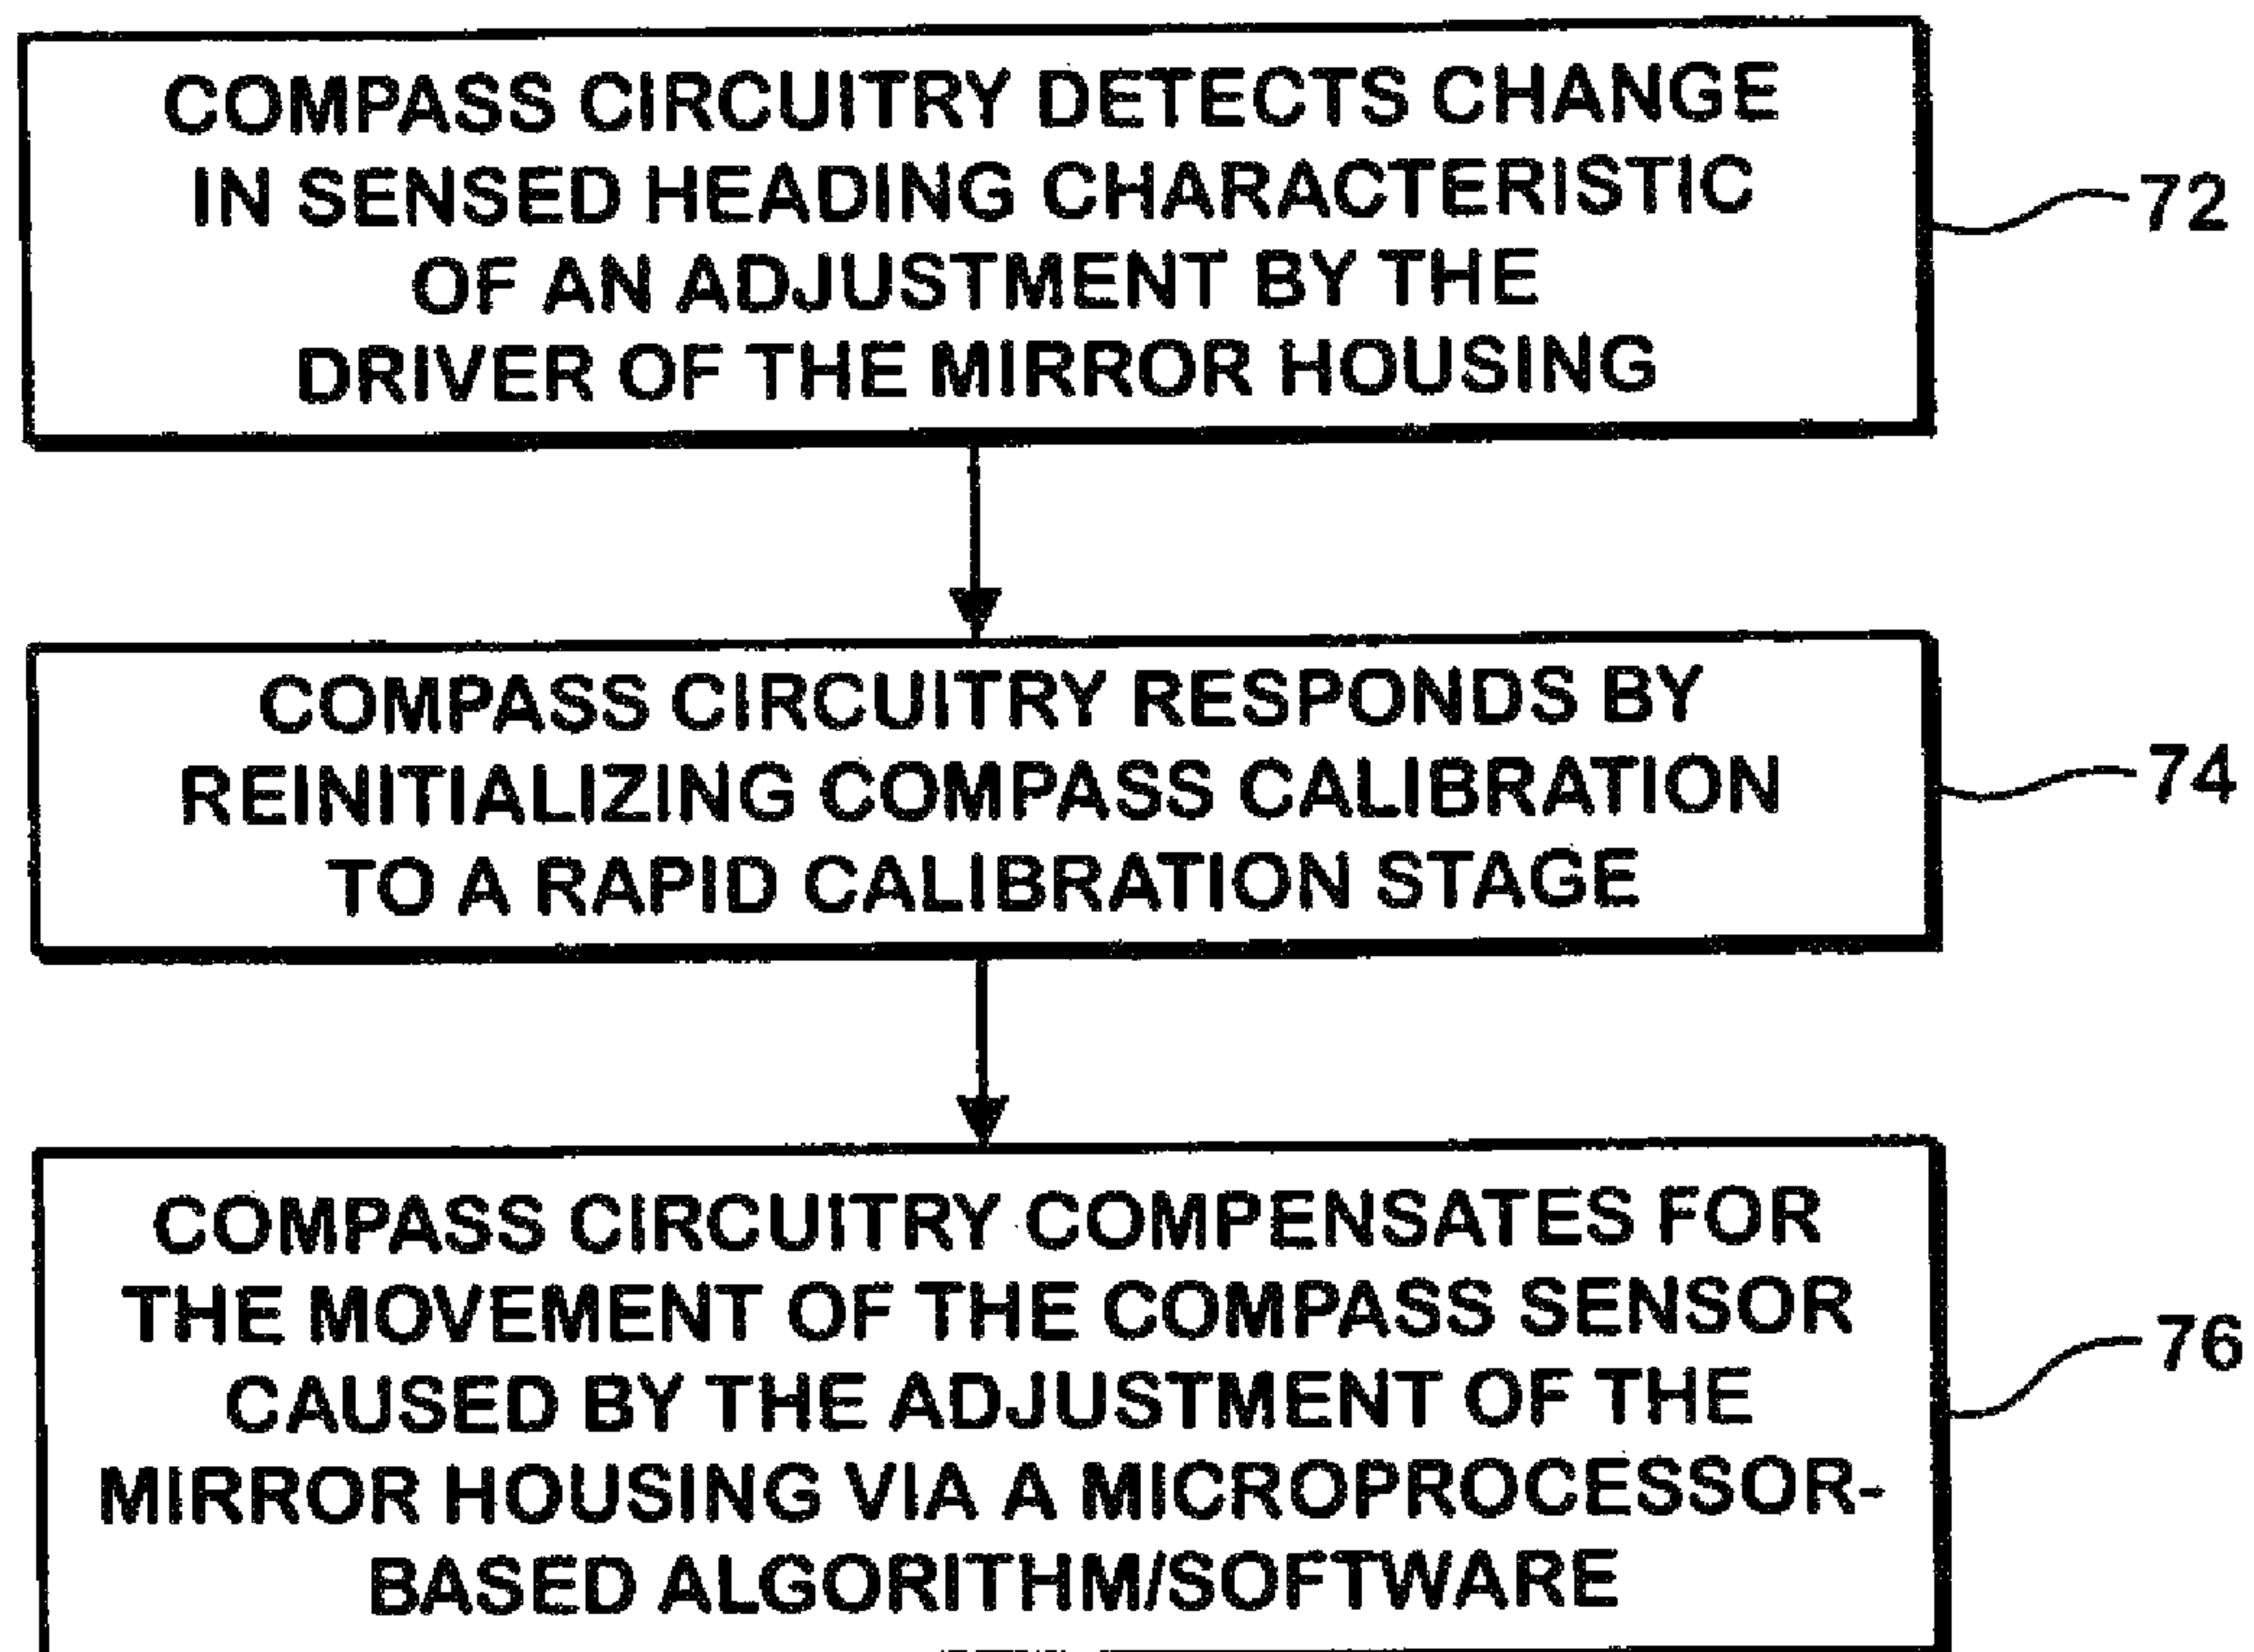 COMPASS CIRCUITRY DETECTS CHANGE
IN SENSED HEADING CHARACTERISTIC
OF AN ADJUSTMENT BY THE
DRIVER OF THE MIRROR HOUSING
72
COMPASS CIRCUITRY RESPONDS BY
REINITIALIZING COMPASS CALIBRATION
TO A RAPID CALIBRATION STAGE
74
COMPASS CIRCUITRY COMPENSATES FOR
THE MOVEMENT OF THE COMPASS SENSOR
CAUSED BY THE ADJUSTMENT OF THE
MIRROR HOUSING VIA A MICROPROCESSOR-
BASED ALGORITHM/SOFTWARE
76